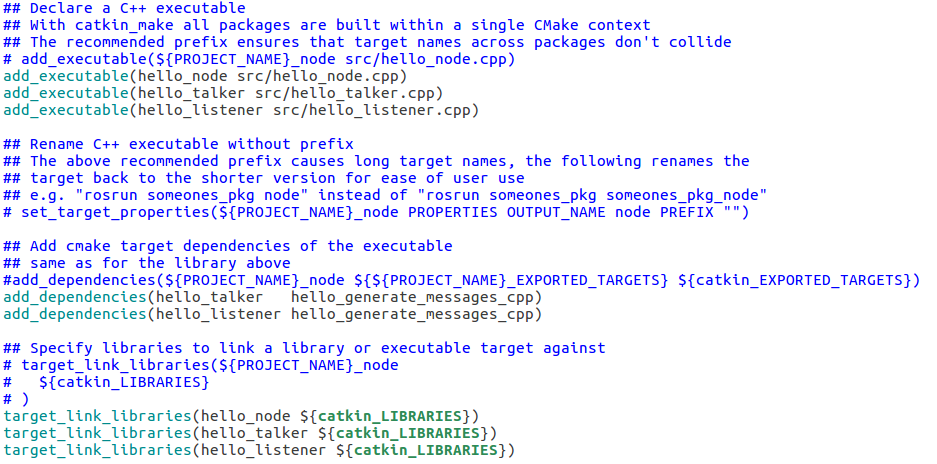 ## Declare a C++ executable
## With catkin_make all packages are built within a single CMake context
## The recommended prefix ensures that target names across packages don't collide
# add_executable(${PROJECT_NAME}_node src/hello_node.cpp)
add_executable(hello_node src/hello_node.cpp)
add_executable(hello_talker src/hello_talker.cpp)
add_executable(hello_listener src/hello_listener.cpp)

## Rename C++ executable without prefix
## The above recommended prefix causes long target names, the following renames the
## target back to the shorter version for ease of user use
## e.g. "rosrun someones_pkg node" instead of "rosrun someones_pkg someones_pkg_node"
# set_target_properties(${PROJECT_NAME}_node PROPERTIES OUTPUT_NAME node PREFIX "")

## Add cmake target dependencies of the executable
## same as for the library above
#add_dependencies(${PROJECT_NAME}_node ${${PROJECT_NAME}_EXPORTED_TARGETS} ${catkin_EXPORTED_TARGETS})
add_dependencies(hello_talker   hello_generate_messages_cpp)
add_dependencies(hello_listener hello_generate_messages_cpp)

## Specify libraries to link a library or executable target against
# target_link_libraries(${PROJECT_NAME}_node
#   ${catkin_LIBRARIES}
# )
target_link_libraries(hello_node ${catkin_LIBRARIES})
target_link_libraries(hello_talker ${catkin_LIBRARIES})
target_link_libraries(hello_listener ${catkin_LIBRARIES})